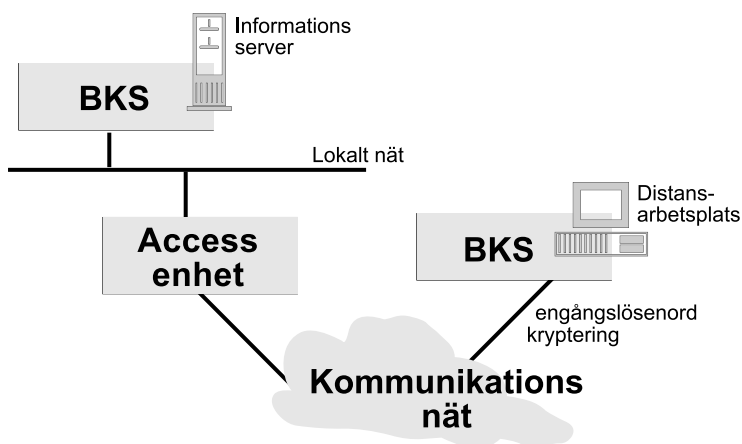 Informations
server
BKS
Lokalt nät
Distans-
arbetsplats
Access
enhet
BKS
engångslösenord
kryptering
Kommunikations
nät